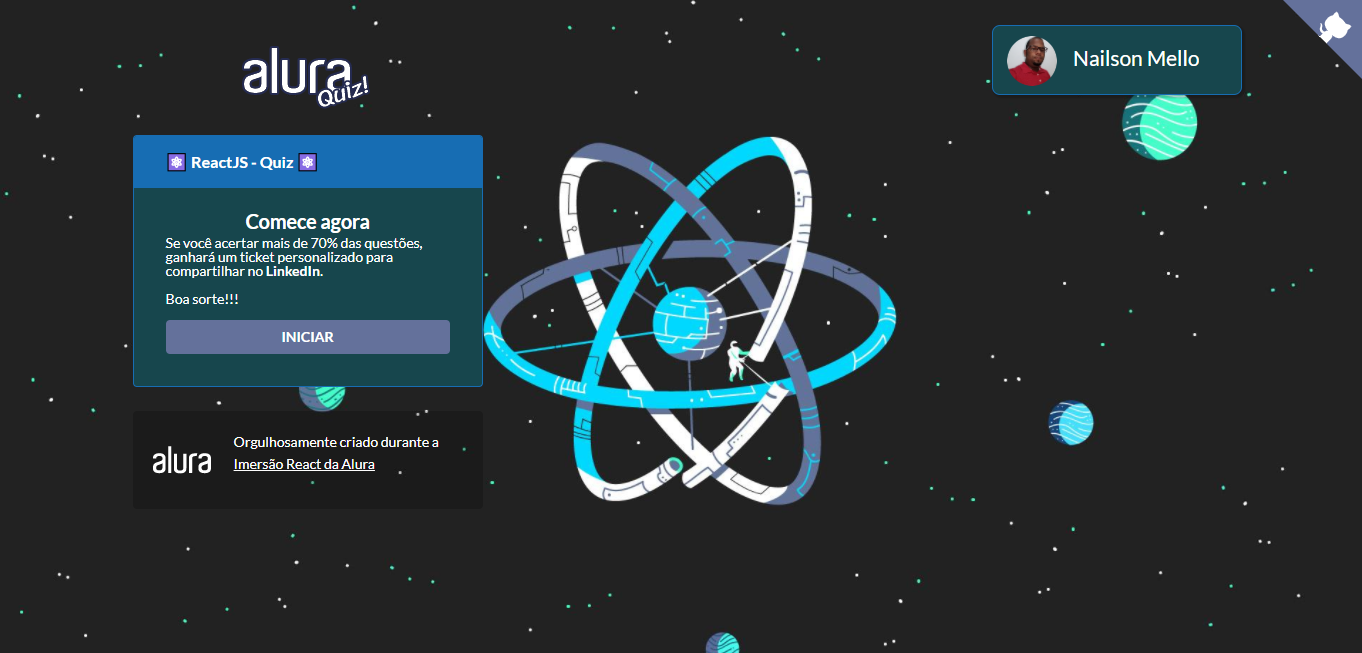 alura
Quiz!
Nailson Mello
ReactJS - Quiz
Comece agora
Se você acertar mais de 70% das questões,
ganhará um ticket personalizado para
compartilhar no LinkedIn.
Boa sorte!!!
INICIAR
alura
Orgulhosamente criado durante a
Imersão React da Alura